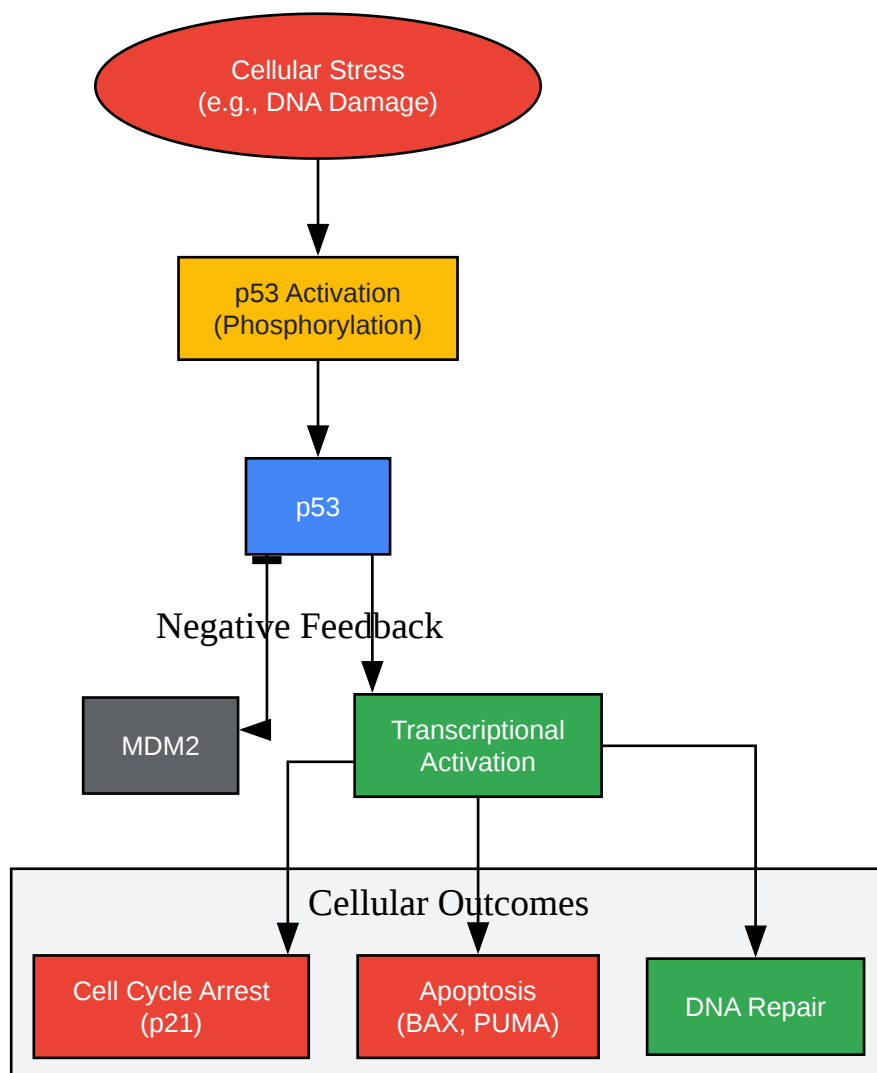 Cellular Stress
(e.g., DNA Damage)
p53 Activation
(Phosphorylation)
p53
Negative Feedback
MDM2
Transcriptional
Activation
Cellular Outcomes
Cell Cycle Arrest
(p21)
Apoptosis
(BAX, PUMA)
DNA Repair